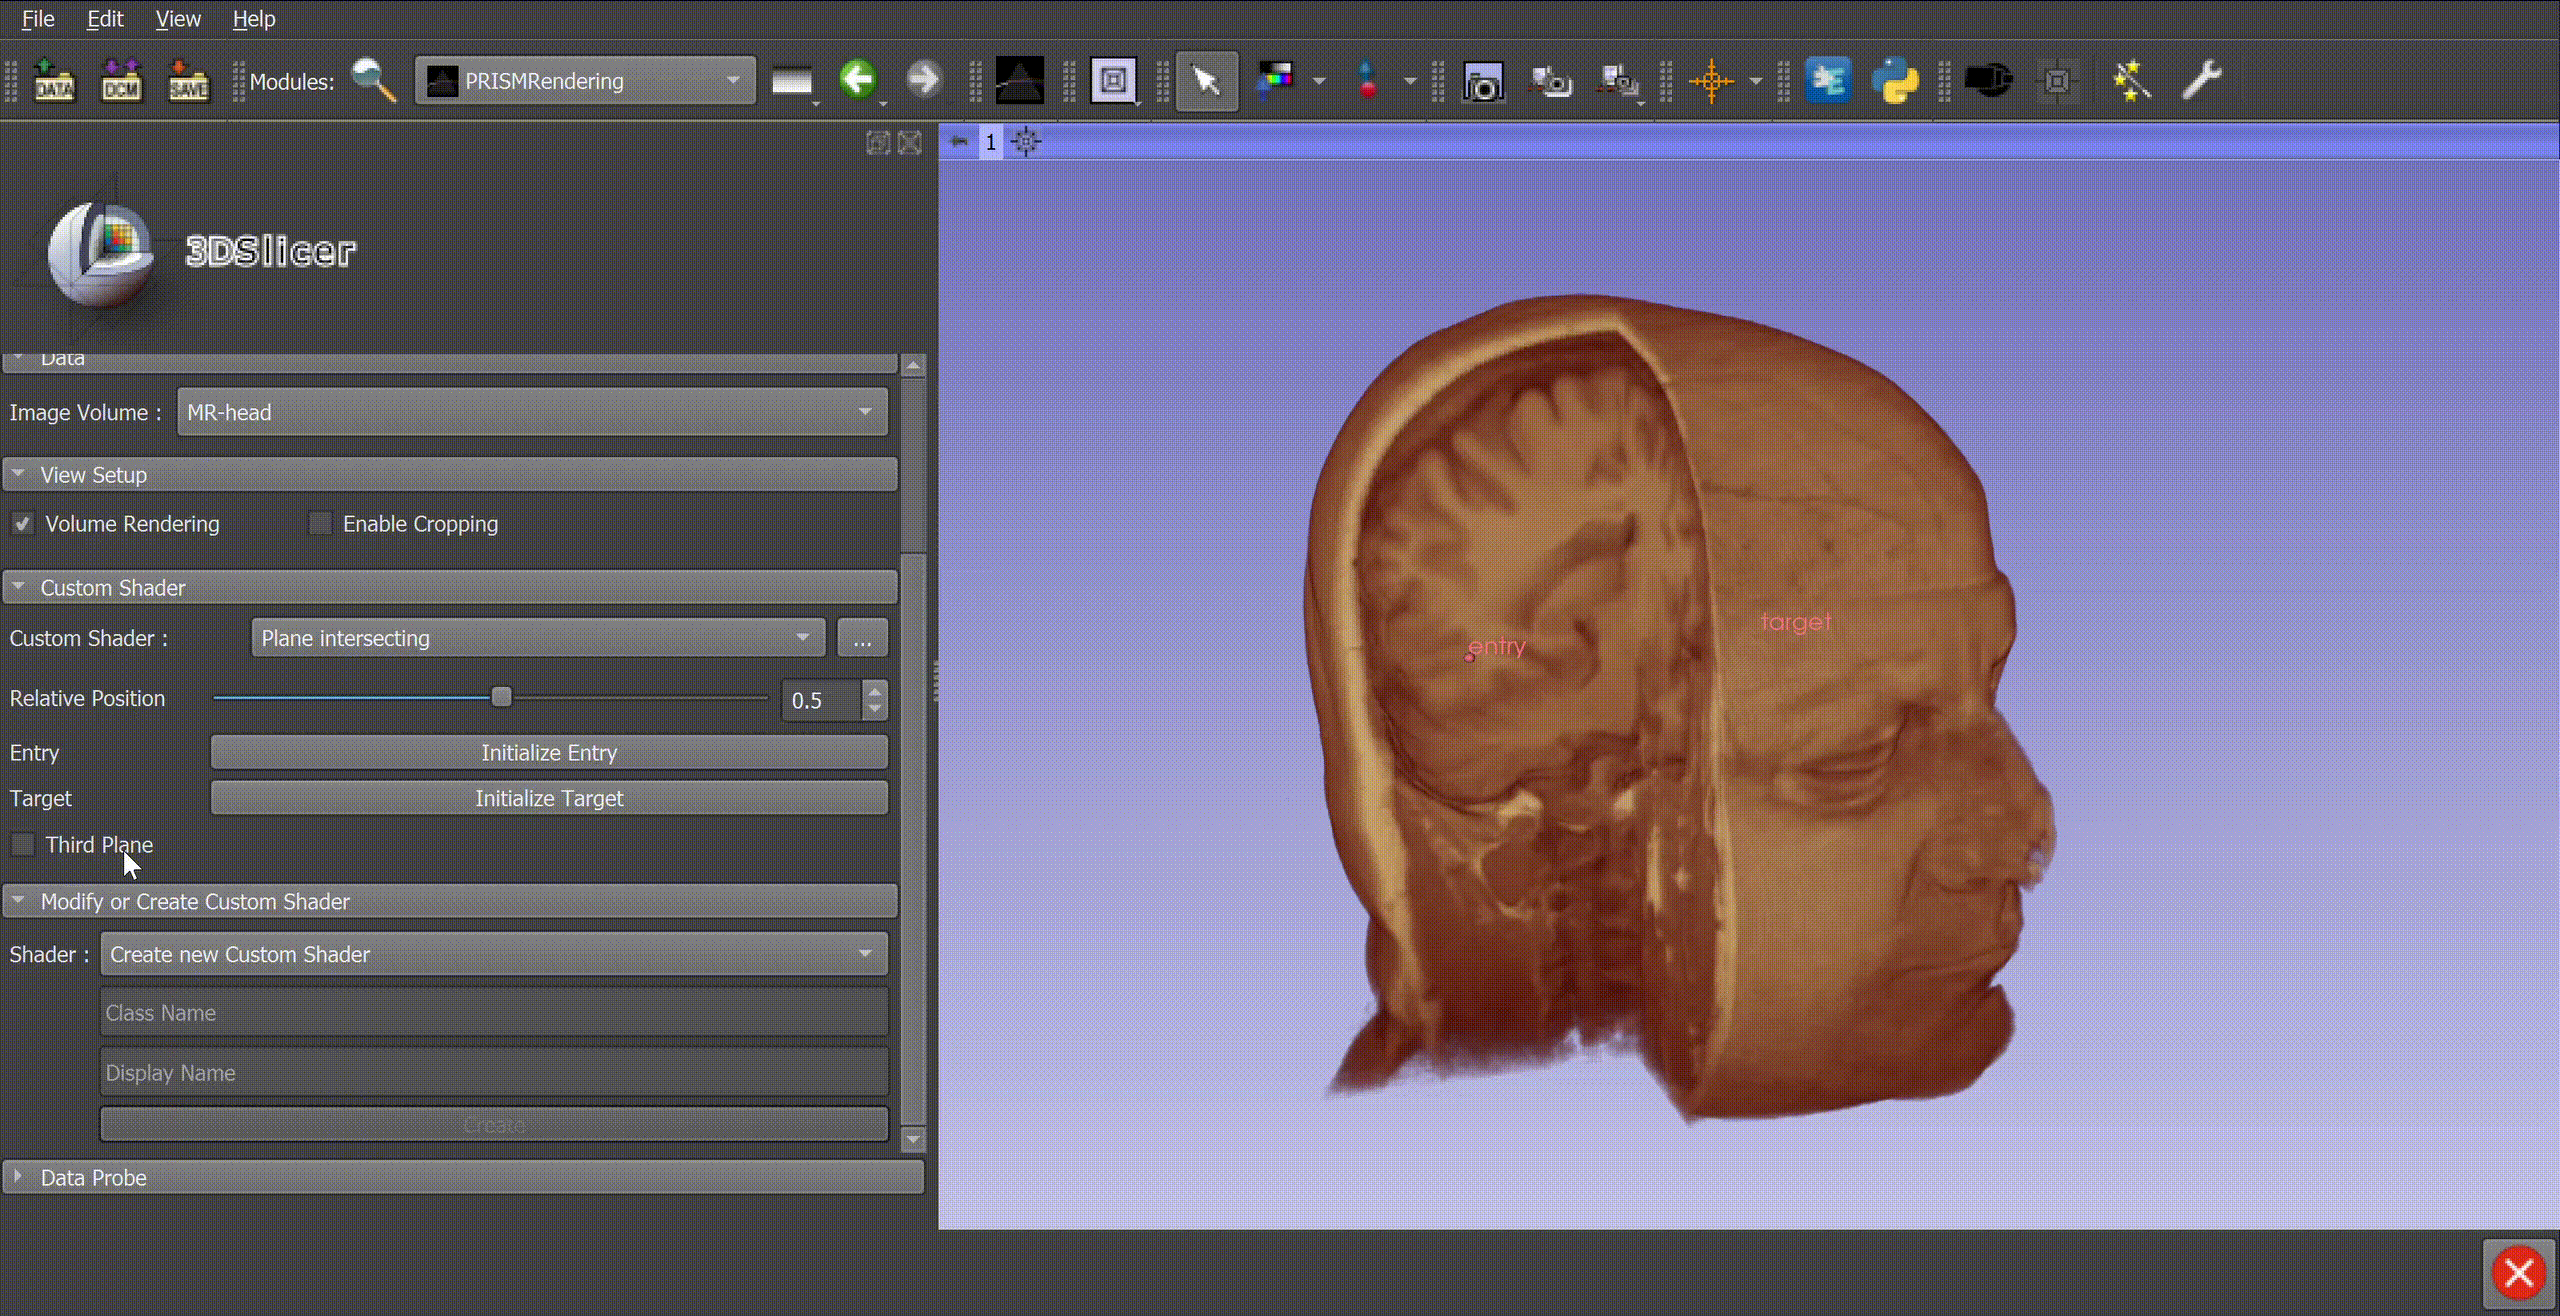 File Edit View Help
DATA DCM SAVE Modules: PRISMRendering
1
3DSlicer
Data
Image Volume : MR-head
View Setup
Volume Rendering Enable Cropping
Custom Shader
Custom Shader : Plane intersecting ...
Relative Position 0.5
Entry Initialize Entry
Target Initialize Target
Third Plane
Modify or Create Custom Shader
Shader : Create new Custom Shader
Class Name
Display Name
Create
Data Probe
target
entry